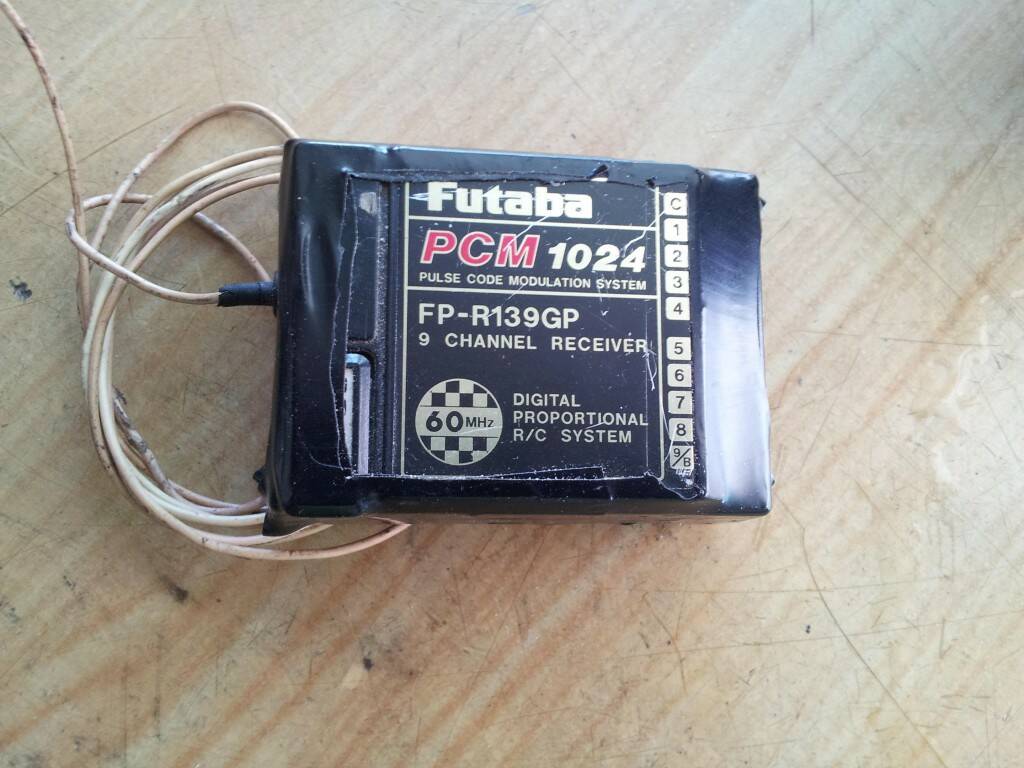 Futaba
PCM 1024
PULSE CODE MODULATION SYSTEM
FP-R139GP
9 CHANNEL RECEIVER
60MHz
DIGITAL
PROPORTIONAL
R/C SYSTEM
C
1
2
3
4
5
6
7
8
9/B